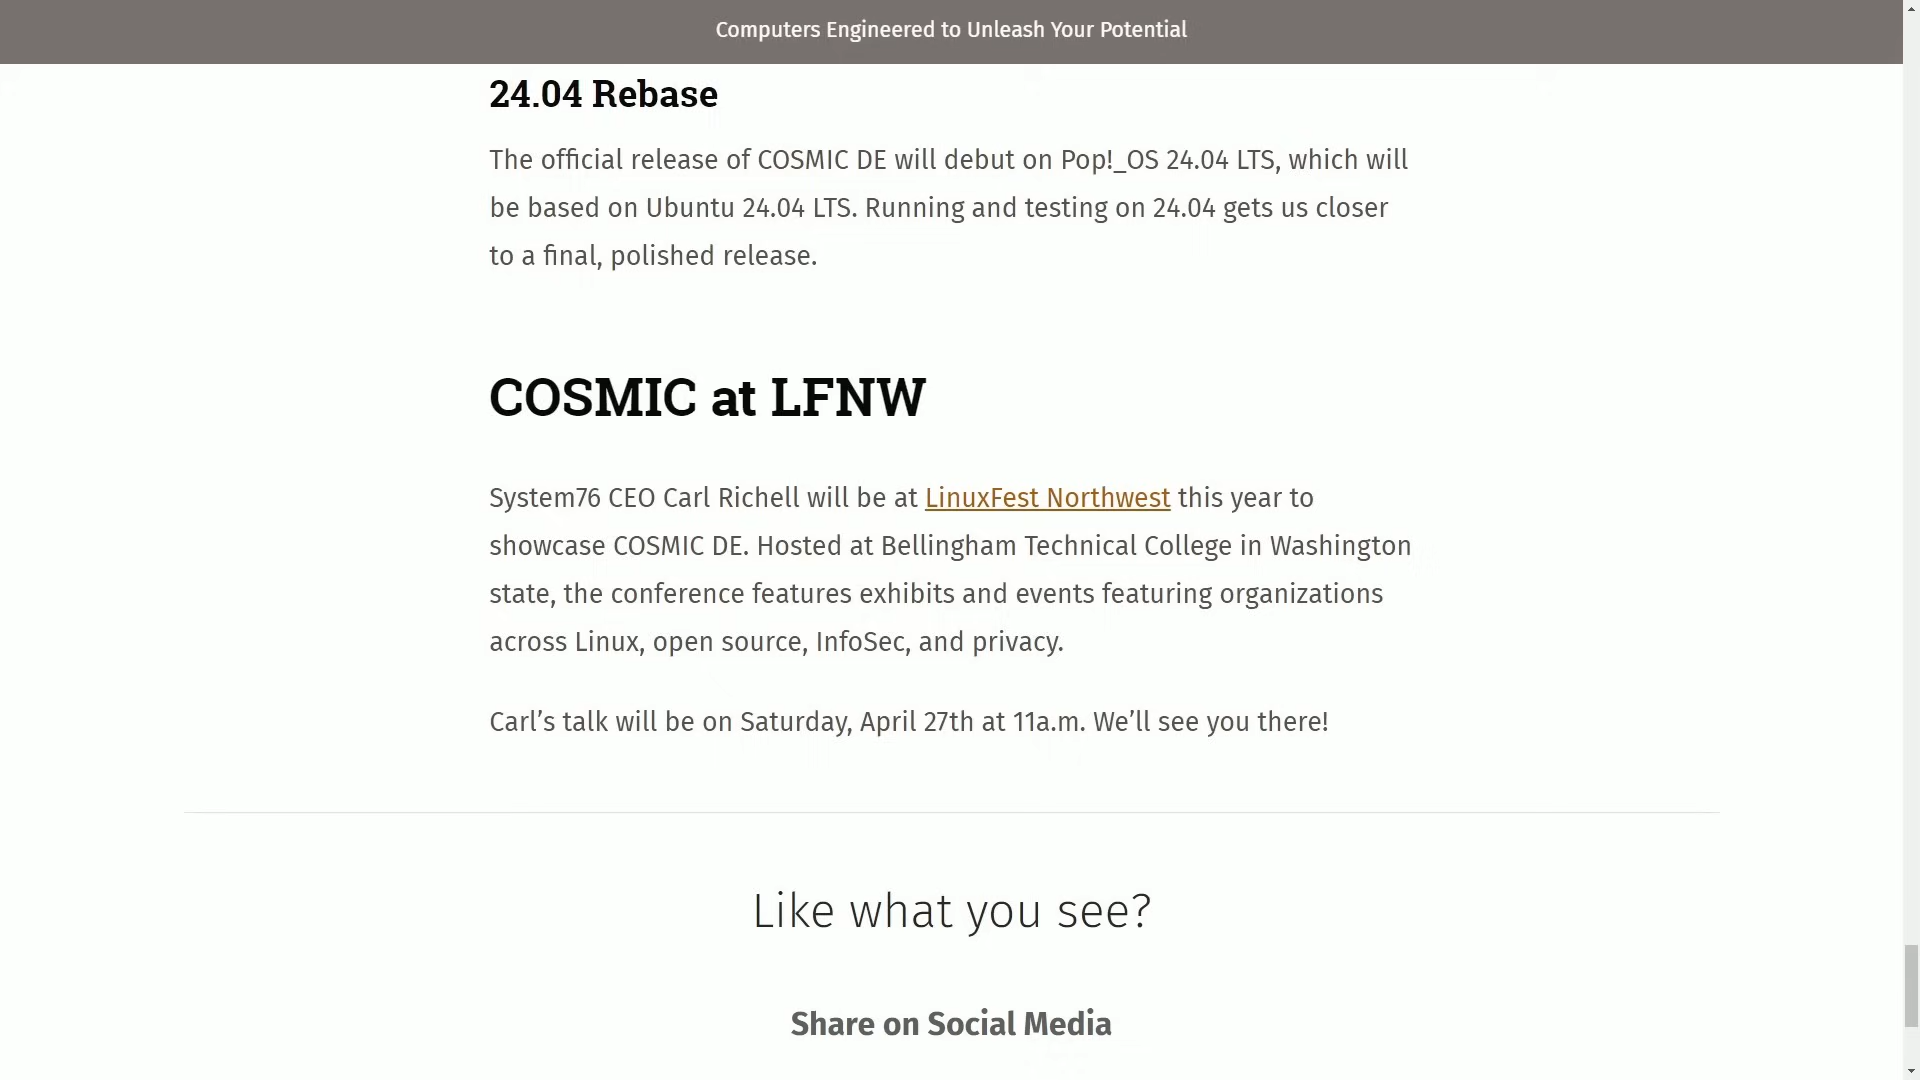 Computers Engineered to Unleash Your Potential
24.04 Rebase
The official release of COSMIC DE will debut on Pop!_OS 24.04 LTS, which will
be based on Ubuntu 24.04 LTS. Running and testing on 24.04 gets us closer
to a final, polished release.
COSMIC at LFNW
System76 CEO Carl Richell will be at LinuxFest Northwest this year to
showcase COSMIC DE. Hosted at Bellingham Technical College in Washington
state, the conference features exhibits and events featuring organizations
across Linux, open source, InfoSec, and privacy.
Carl’s talk will be on Saturday, April 27th at 11a.m. We’ll see you there!
Like what you see?
Share on Social Media